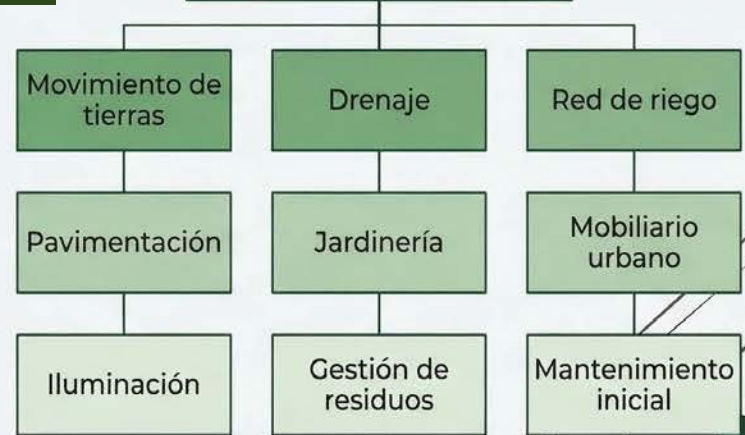 Movimiento de
tierras
Drenaje
Red de riego
Pavimentación
Jardinería
Mobiliario
urbano
Iluminación
Gestión de
residuos
Mantenimiento
inicial